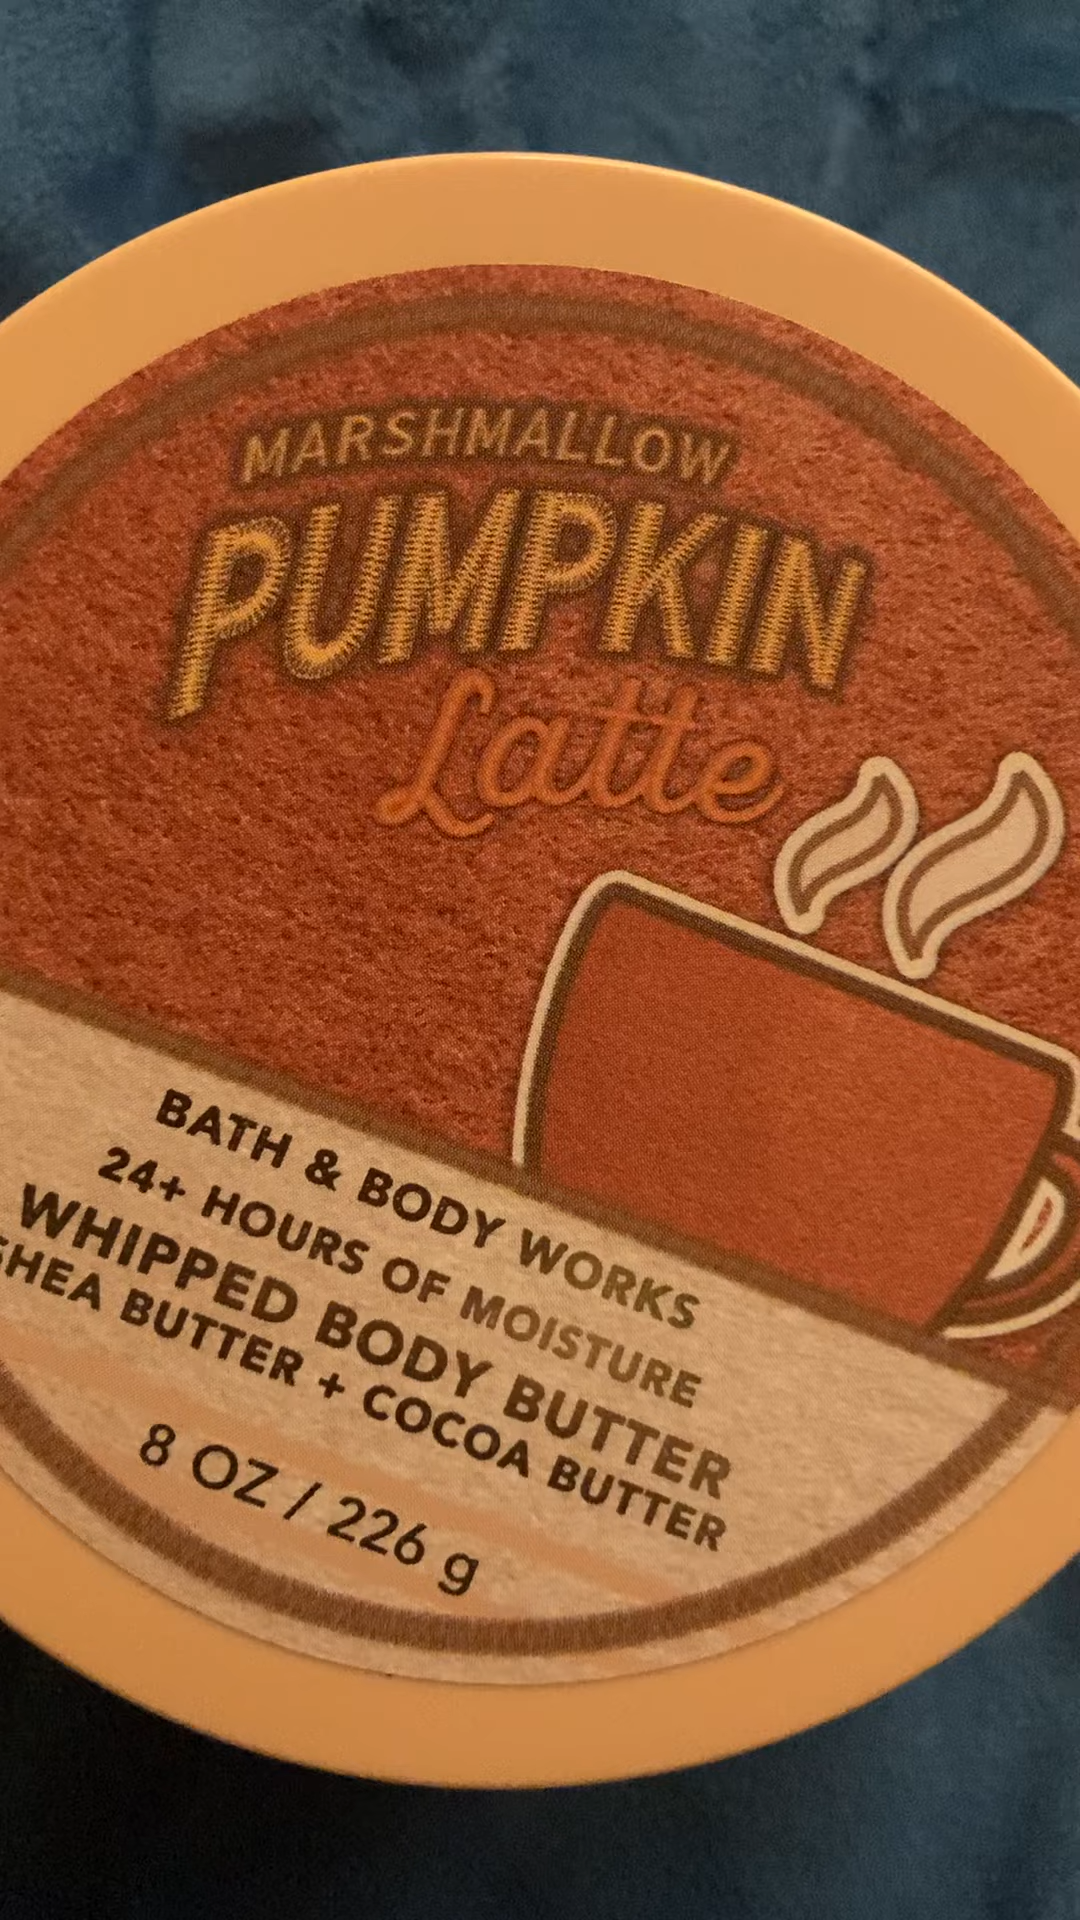 MARSHMALLOW
PUMPKIN
Latte
BATH & BODY WORKS
24+ HOURS OF MOISTURE
WHIPPED BODY BUTTER
SHEA BUTTER + COCOA BUTTER
8 OZ / 226 g